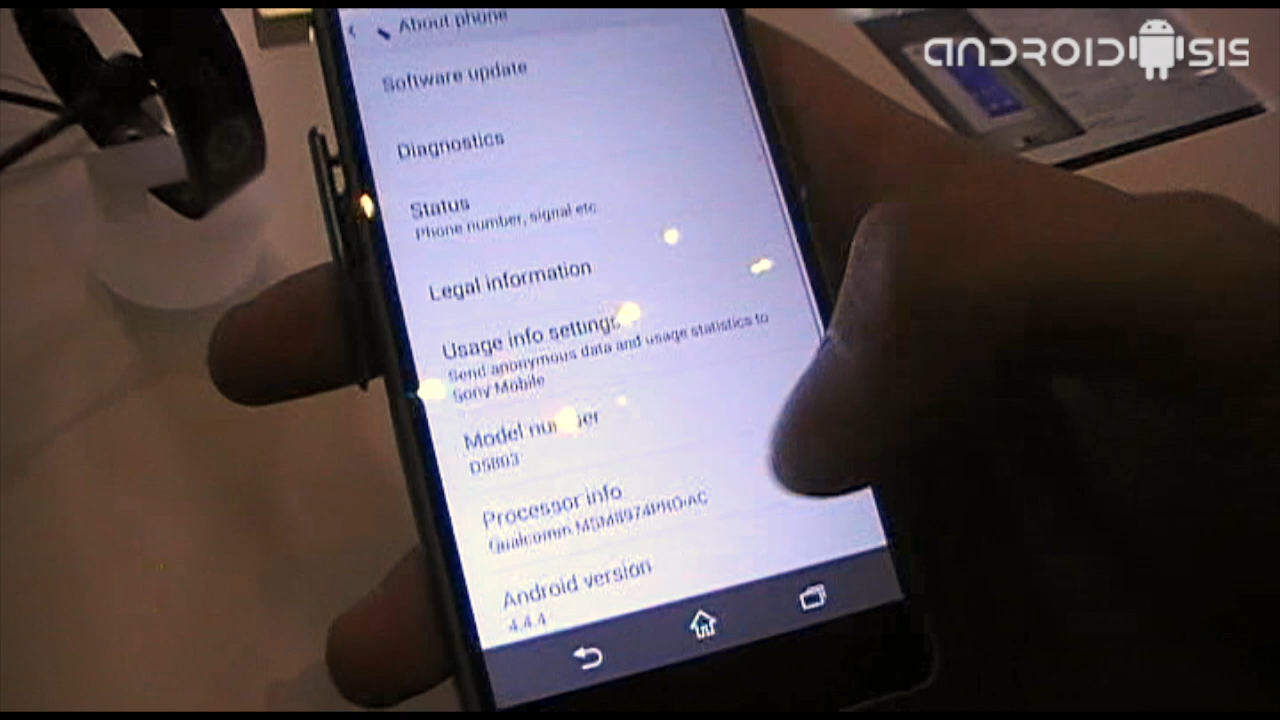 ANDROIDSIS
About phone
Software update
Diagnostics
Status
Phone number, signal etc
Legal information
Usage info settings
Send anonymous data and usage statistics to
Sony Mobile
Model number
D5803
Processor info
Qualcomm MSM8974PRO-AC
Android version
4.4.4